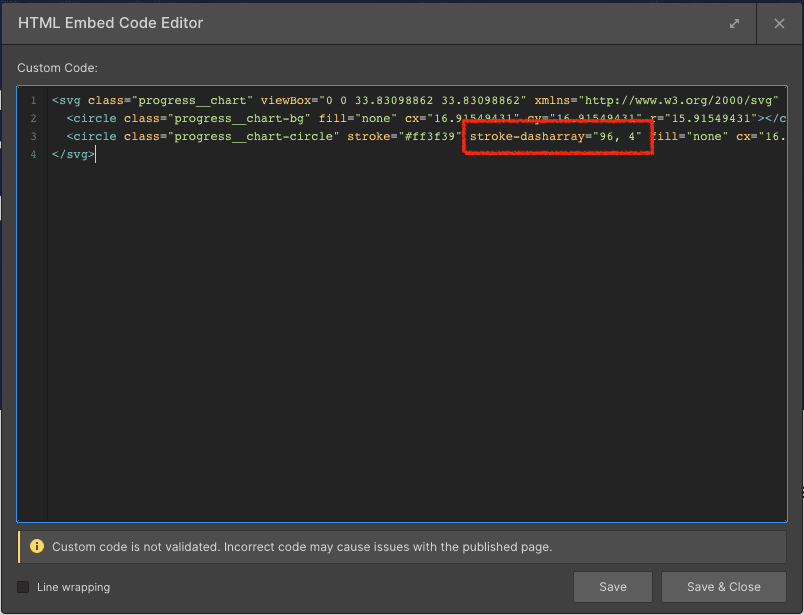 HTML Embed Code Editor
Custom Code:
1 <svg class="progress__chart" viewBox="0 0 33.83098862 33.83098862" xmlns="http://www.w3.org/2000/svg"
2 <circle class="progress__chart-bg" fill="none" cx="16.91549431" cy="16.91549431" r="15.91549431"></c
3 <circle class="progress__chart-circle" stroke="#ff3f39" stroke-dasharray="96, 4" fill="none" cx="16.
4 </svg>
Custom code is not validated. Incorrect code may cause issues with the published page.
Line wrapping
Save
Save & Close